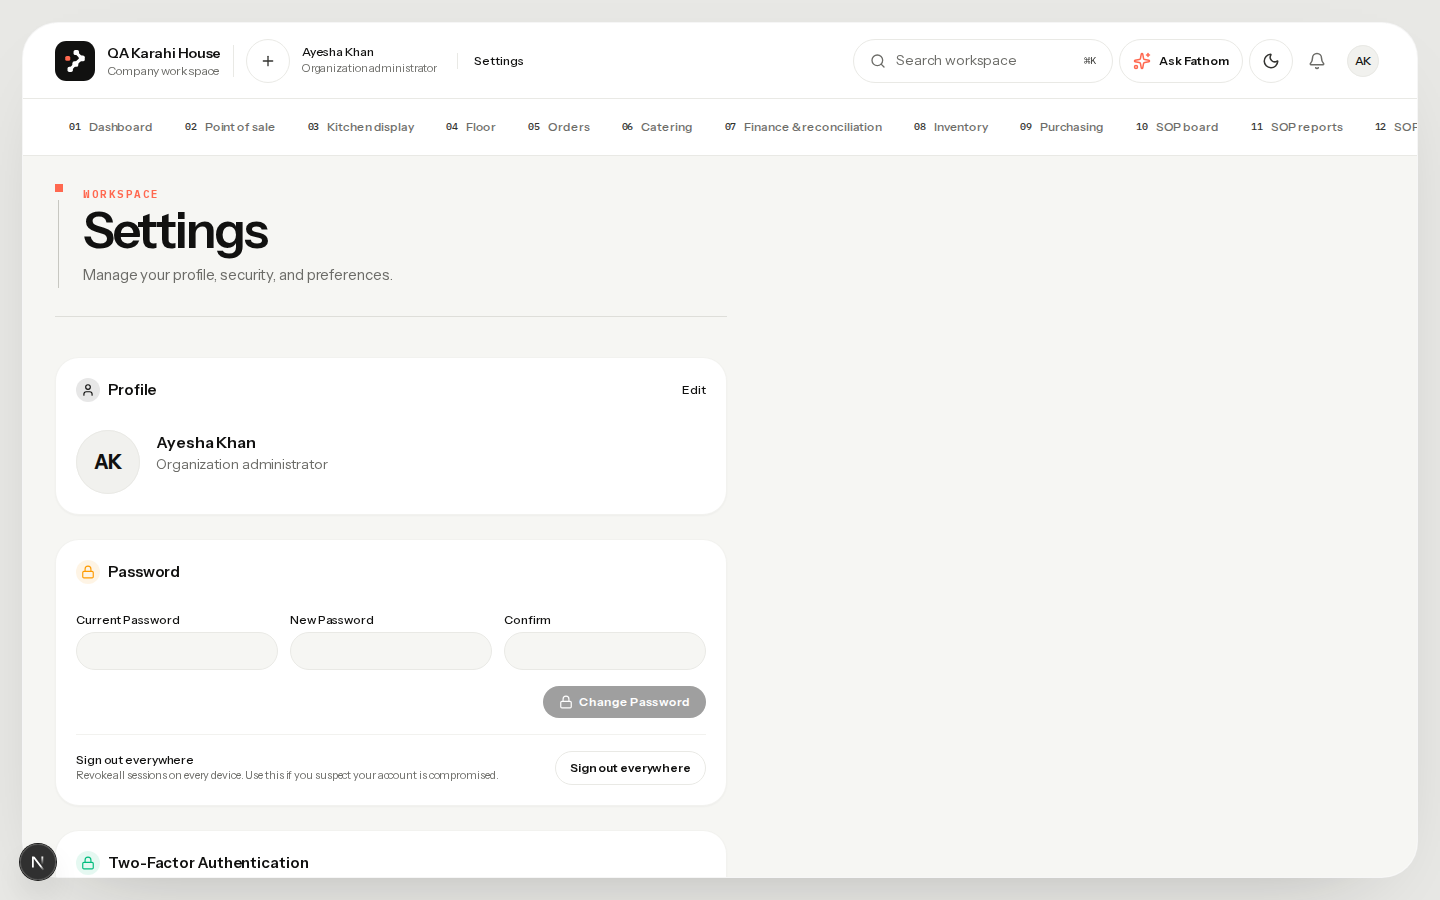 QA Karahi House
Company workspace
Ayesha Khan
Organization administrator
Settings
Search workspace
⌘K
Ask Fathom
AK
01 Dashboard
02 Point of sale
03 Kitchen display
04 Floor
05 Orders
06 Catering
07 Finance & reconciliation
08 Inventory
09 Purchasing
10 SOP board
11 SOP reports
12 SOP
WORKSPACE
Settings
Manage your profile, security, and preferences.
Profile
Edit
AK
Ayesha Khan
Organization administrator
Password
Current Password
New Password
Confirm
Change Password
Sign out everywhere
Revoke all sessions on every device. Use this if you suspect your account is compromised.
Sign out everywhere
N
Two-Factor Authentication